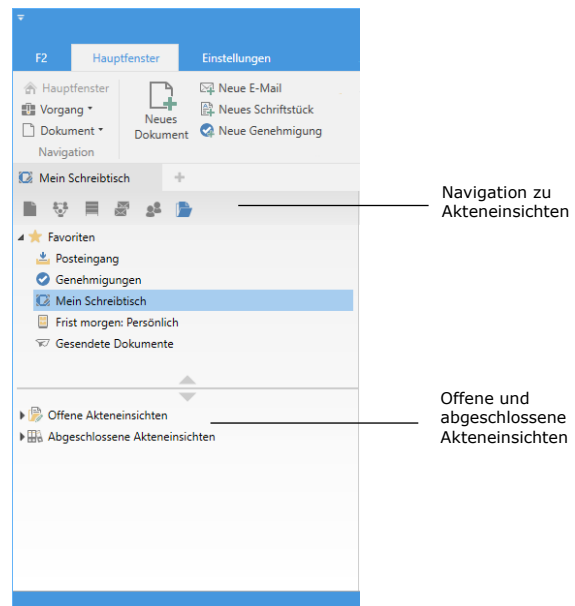 F2 Hauptfenster Einstellungen
Hauptfenster
Vorgang
Dokument
Navigation
Neues
Dokument
Neue E-Mail
Neues Schriftstück
Neue Genehmigung
Mein Schreibtisch +
Navigation zu
Akteneinsichten
Favoriten
Posteingang
Genehmigungen
Mein Schreibtisch
Frist morgen: Persönlich
Gesendete Dokumente
Offene Akteneinsichten
Abgeschlossene Akteneinsichten
Offene und
abgeschlossene
Akteneinsichten